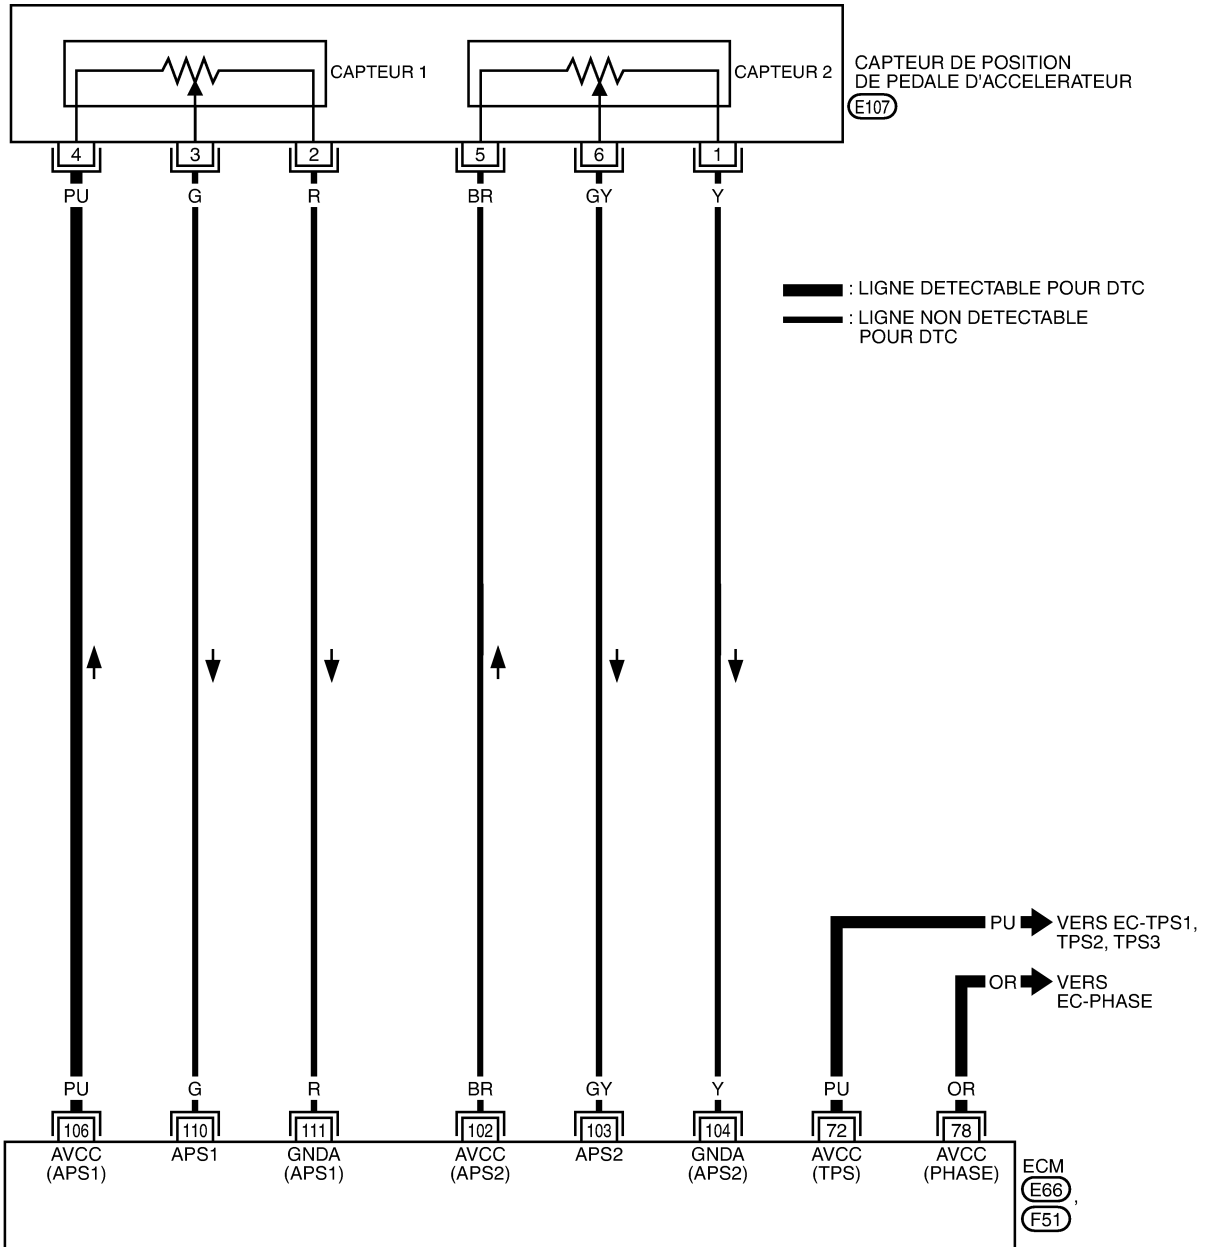 CAPTEUR 1
CAPTEUR 2
CAPTEUR DE POSITION
DE PEDALE D'ACCELERATEUR
E107
4 3 2 5 6 1
PU G R BR GY Y
: LIGNE DETECTABLE POUR DTC
: LIGNE NON DETECTABLE
POUR DTC
PU VERS EC-TPS1,
TPS2, TPS3
OR VERS
EC-PHASE
PU G R BR GY Y PU OR
106 110 111 102 103 104 72 78
AVCC APS1 GNDA AVCC APS2 GNDA AVCC AVCC
(APS1) (APS1) (APS2) (APS2) (TPS) (PHASE)
ECM
E66 ,
F51